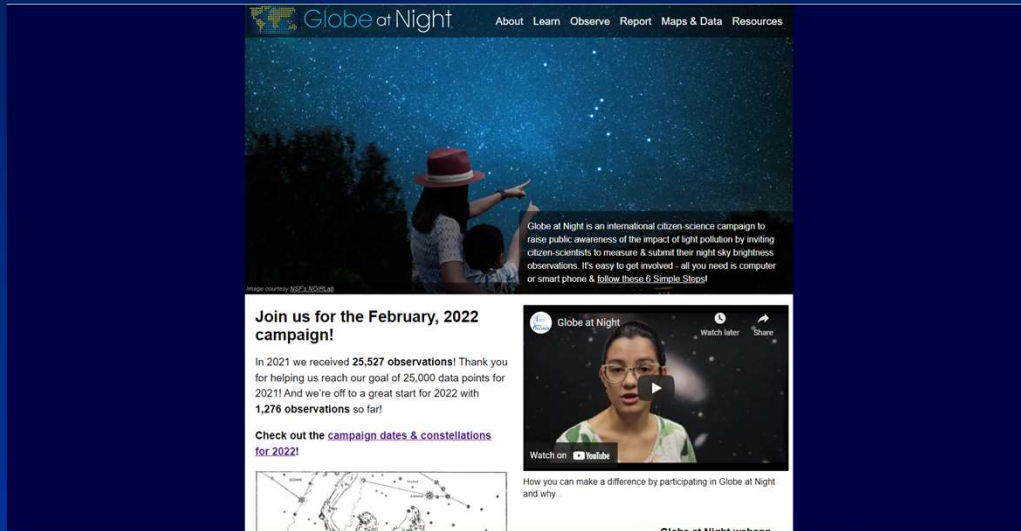 Globe at Night
About Learn Observe Report Maps & Data Resources
Globe at Night is an international citizen-science campaign to
raise public awareness of the impact of light pollution by inviting
citizen-scientists to measure & submit their night sky brightness
observations. It's easy to get involved - all you need is computer
or smart phone & follow these 6 Simple Steps!
Image courtesy NSF's NOIRLab
Join us for the February, 2022
campaign!
In 2021 we received 25,527 observations! Thank you
for helping us reach our goal of 25,000 data points for
2021! And we're off to a great start for 2022 with
1,276 observations so far!
Check out the campaign dates & constellations
for 2022!
Globe at Night
Watch later
Share
Watch on YouTube
How you can make a difference by participating in Globe at Night
and why...
Globe at Night webapp